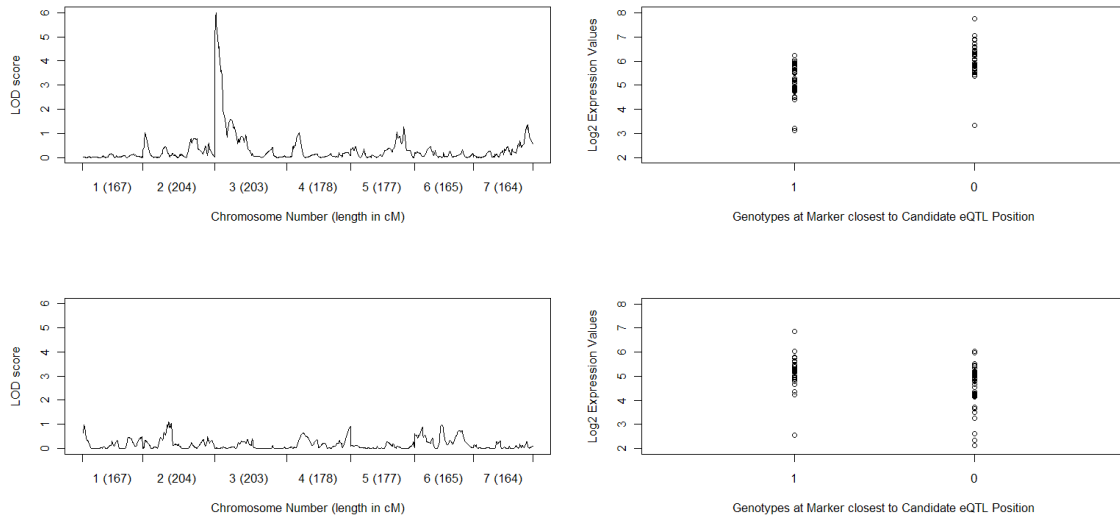 LOD score
0 1 2 3 4 5 6
1 (167) 2 (204) 3 (203) 4 (178) 5 (177) 6 (165) 7 (164)
Chromosome Number (length in cM)
Log2 Expression Values
2 3 4 5 6 7 8
1 0
Genotypes at Marker closest to Candidate eQTL Position
LOD score
0 1 2 3 4 5 6
1 (167) 2 (204) 3 (203) 4 (178) 5 (177) 6 (165) 7 (164)
Chromosome Number (length in cM)
Log2 Expression Values
2 3 4 5 6 7 8
1 0
Genotypes at Marker closest to Candidate eQTL Position